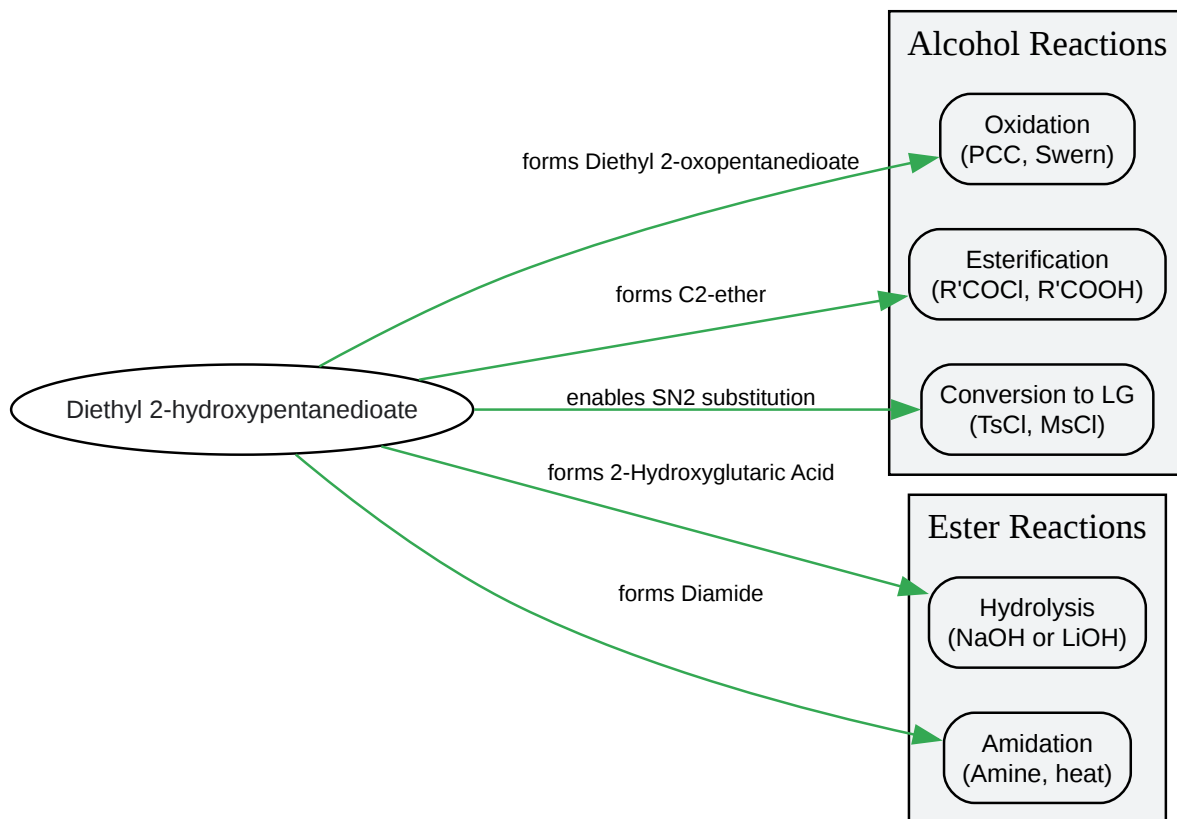 Alcohol Reactions
Oxidation
(PCC, Swern)
forms Diethyl 2-oxopentanedioate
Esterification
(R'COCl, R'COOH)
forms C2-ether
Conversion to LG
(TsCl, MsCl)
enables SN2 substitution
Diethyl 2-hydroxypentanedioate
forms 2-Hydroxyglutaric Acid
Ester Reactions
Hydrolysis
(NaOH or LiOH)
forms Diamide
Amidation
(Amine, heat)